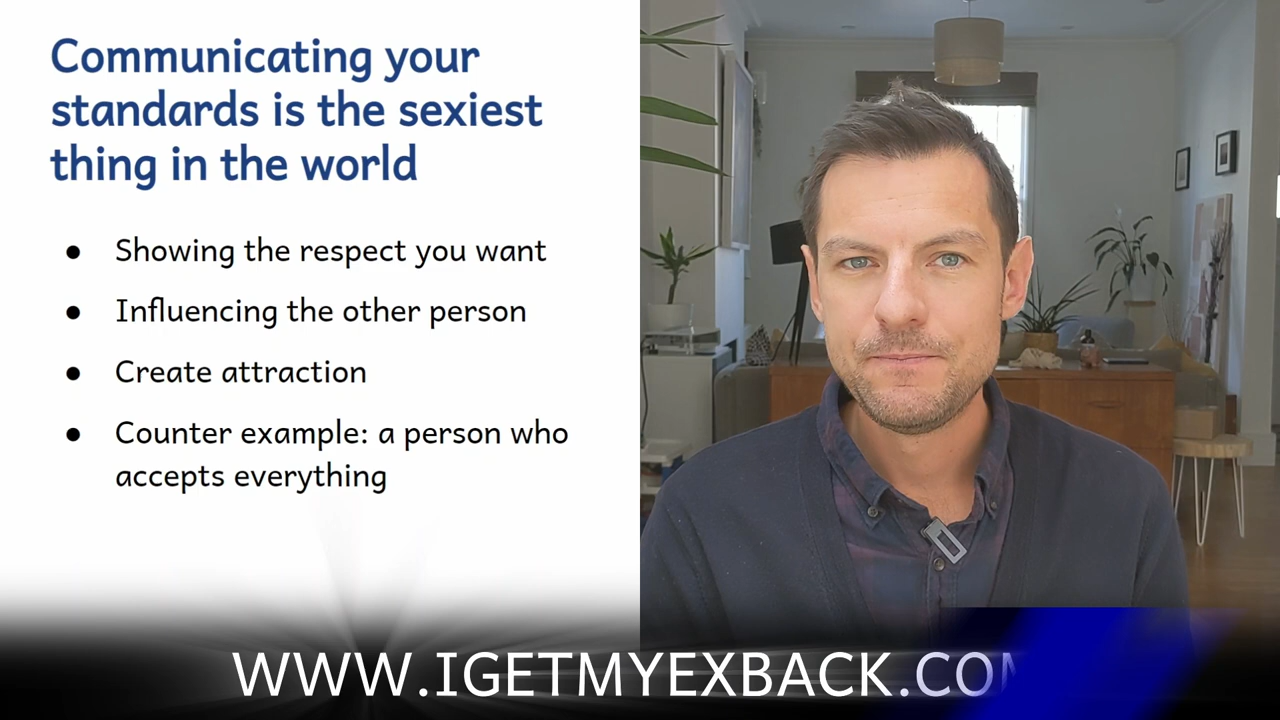 Communicating your
standards is the sexiest
thing in the world
● Showing the respect you want
● Influencing the other person
● Create attraction
● Counter example: a person who
accepts everything
WWW.IGETMYEXBACK.COM